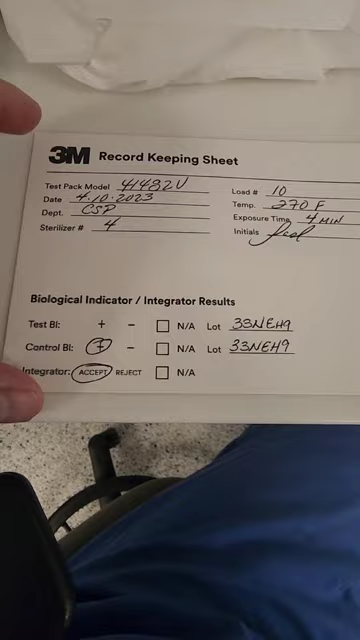 3M Record Keeping Sheet
Test Pack Model 41482V Load # 10
Date 4.10.2023 Temp. 270 F
Dept. CSP Exposure Time 4 MIN
Sterilizer # 4 Initials
Biological Indicator / Integrator Results
Test BI: + - N/A Lot 33NEH9
Control BI: + - N/A Lot 33NEH9
Integrator: ACCEPT REJECT N/A